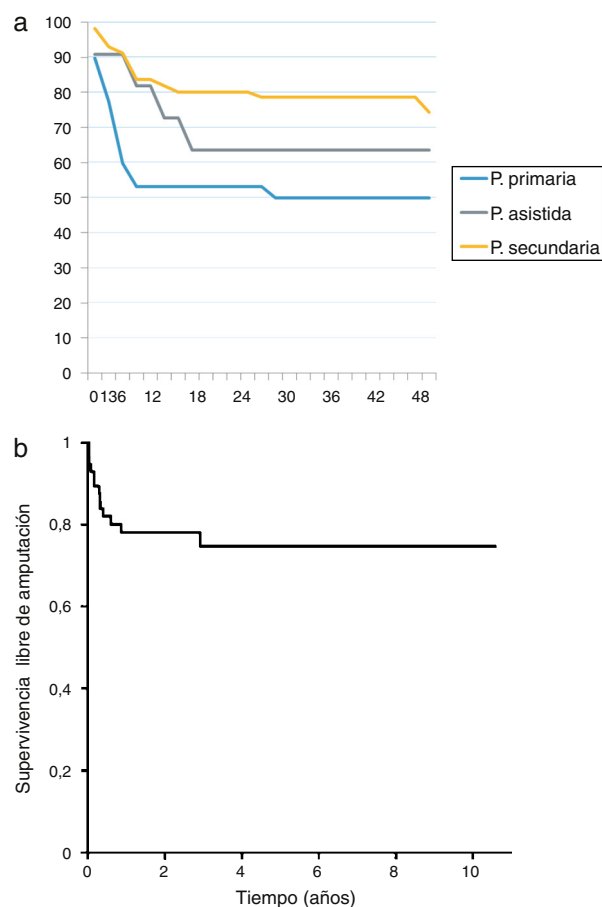 a
100
90
80
70
60
50
40
30
20
10
0
0136 12 18 24 30 36 42 48
P. primaria
P. asistida
P. secundaria
b
Supervivencia libre de amputación
1
0,8
0,6
0,4
0,2
0
0 2 4 6 8 10
Tiempo (años)